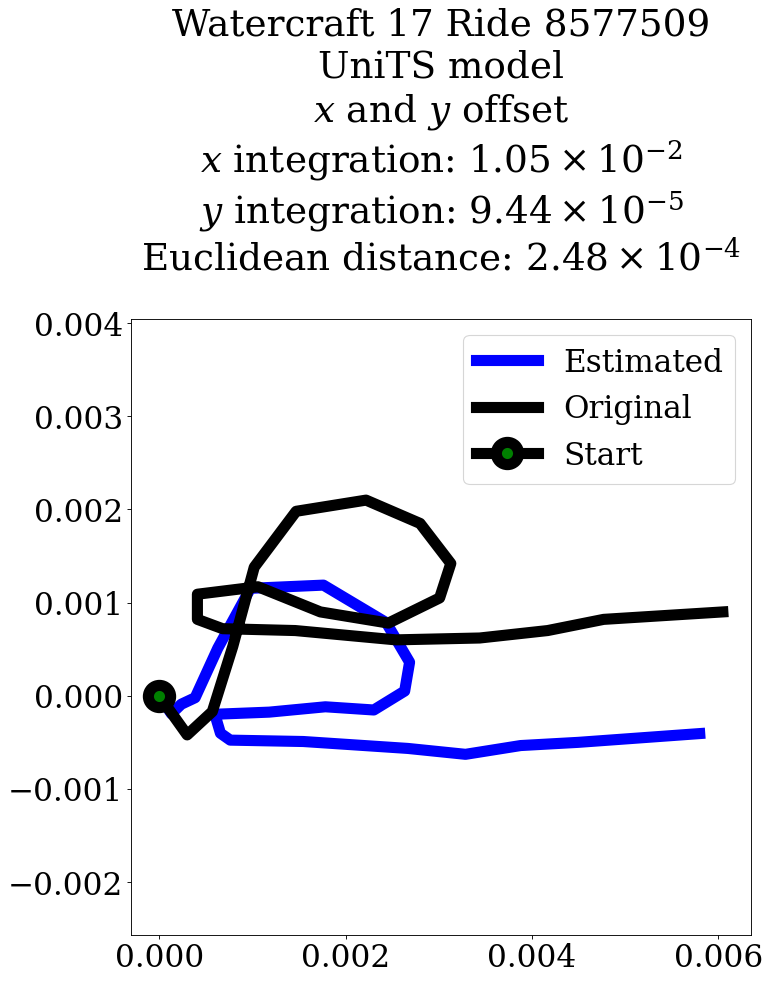 Watercraft 17 Ride 8577509
UniTS model
x and y offset
x integration: 1.05 × 10⁻²
y integration: 9.44 × 10⁻⁵
Euclidean distance: 2.48 × 10⁻⁴
0.004
0.003
0.002
0.001
0.000
−0.001
−0.002
Estimated
Original
Start
0.000 0.002 0.004 0.006